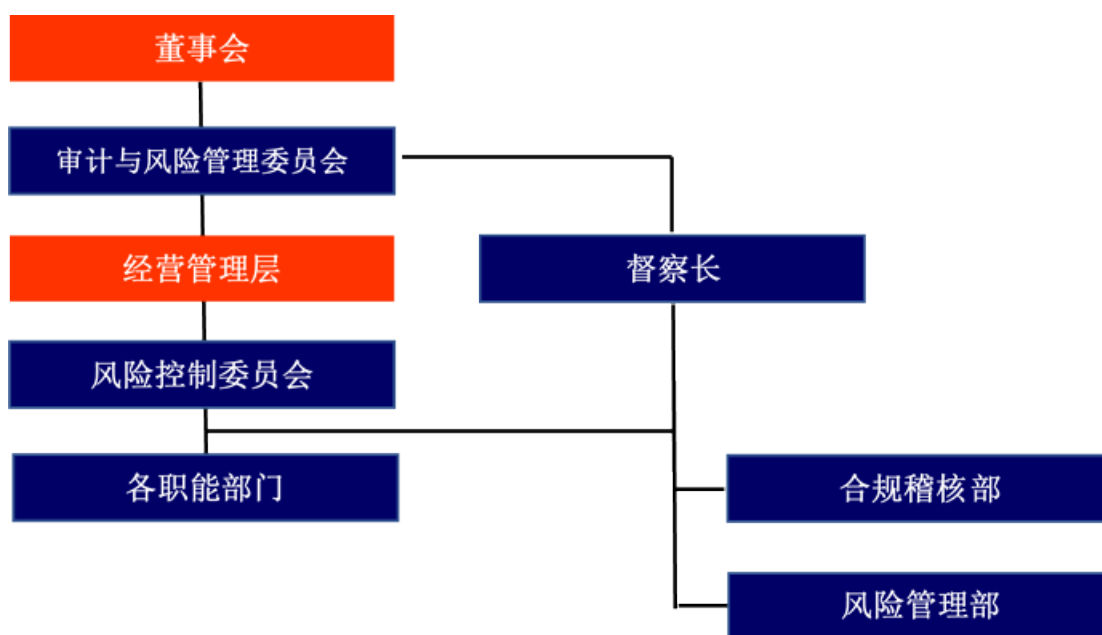 董事会
审计与风险管理委员会
经营管理层
督察长
风险控制委员会
各职能部门
合规稽核部
风险管理部